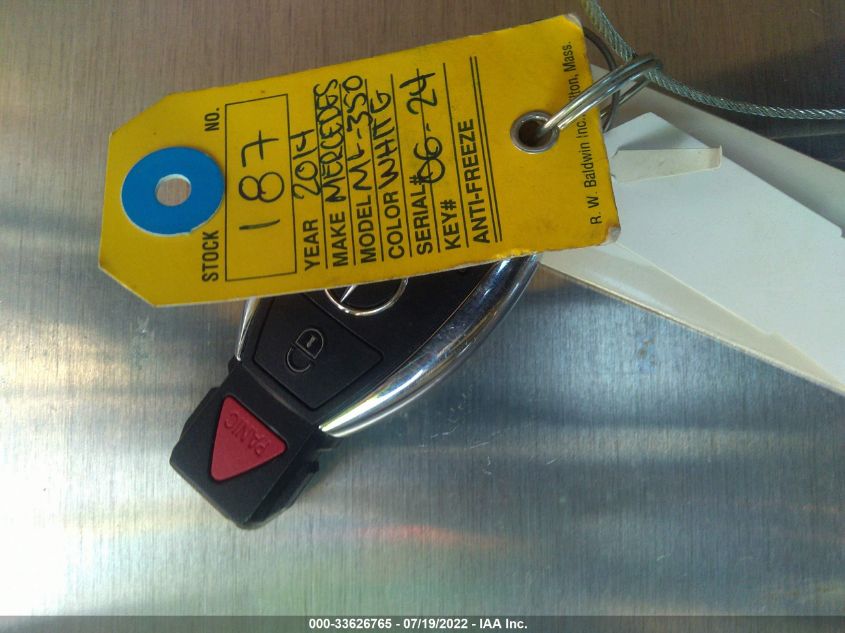 STOCK NO.
187
YEAR 2014
MAKE MERCEDES
MODEL ML-350
COLOR WHITE
SERIAL# 06-24
KEY#
ANTI-FREEZE
R. W. Baldwin Inc., Mass.
PANIC
000-33626765 - 07/19/2022 - IAA Inc.